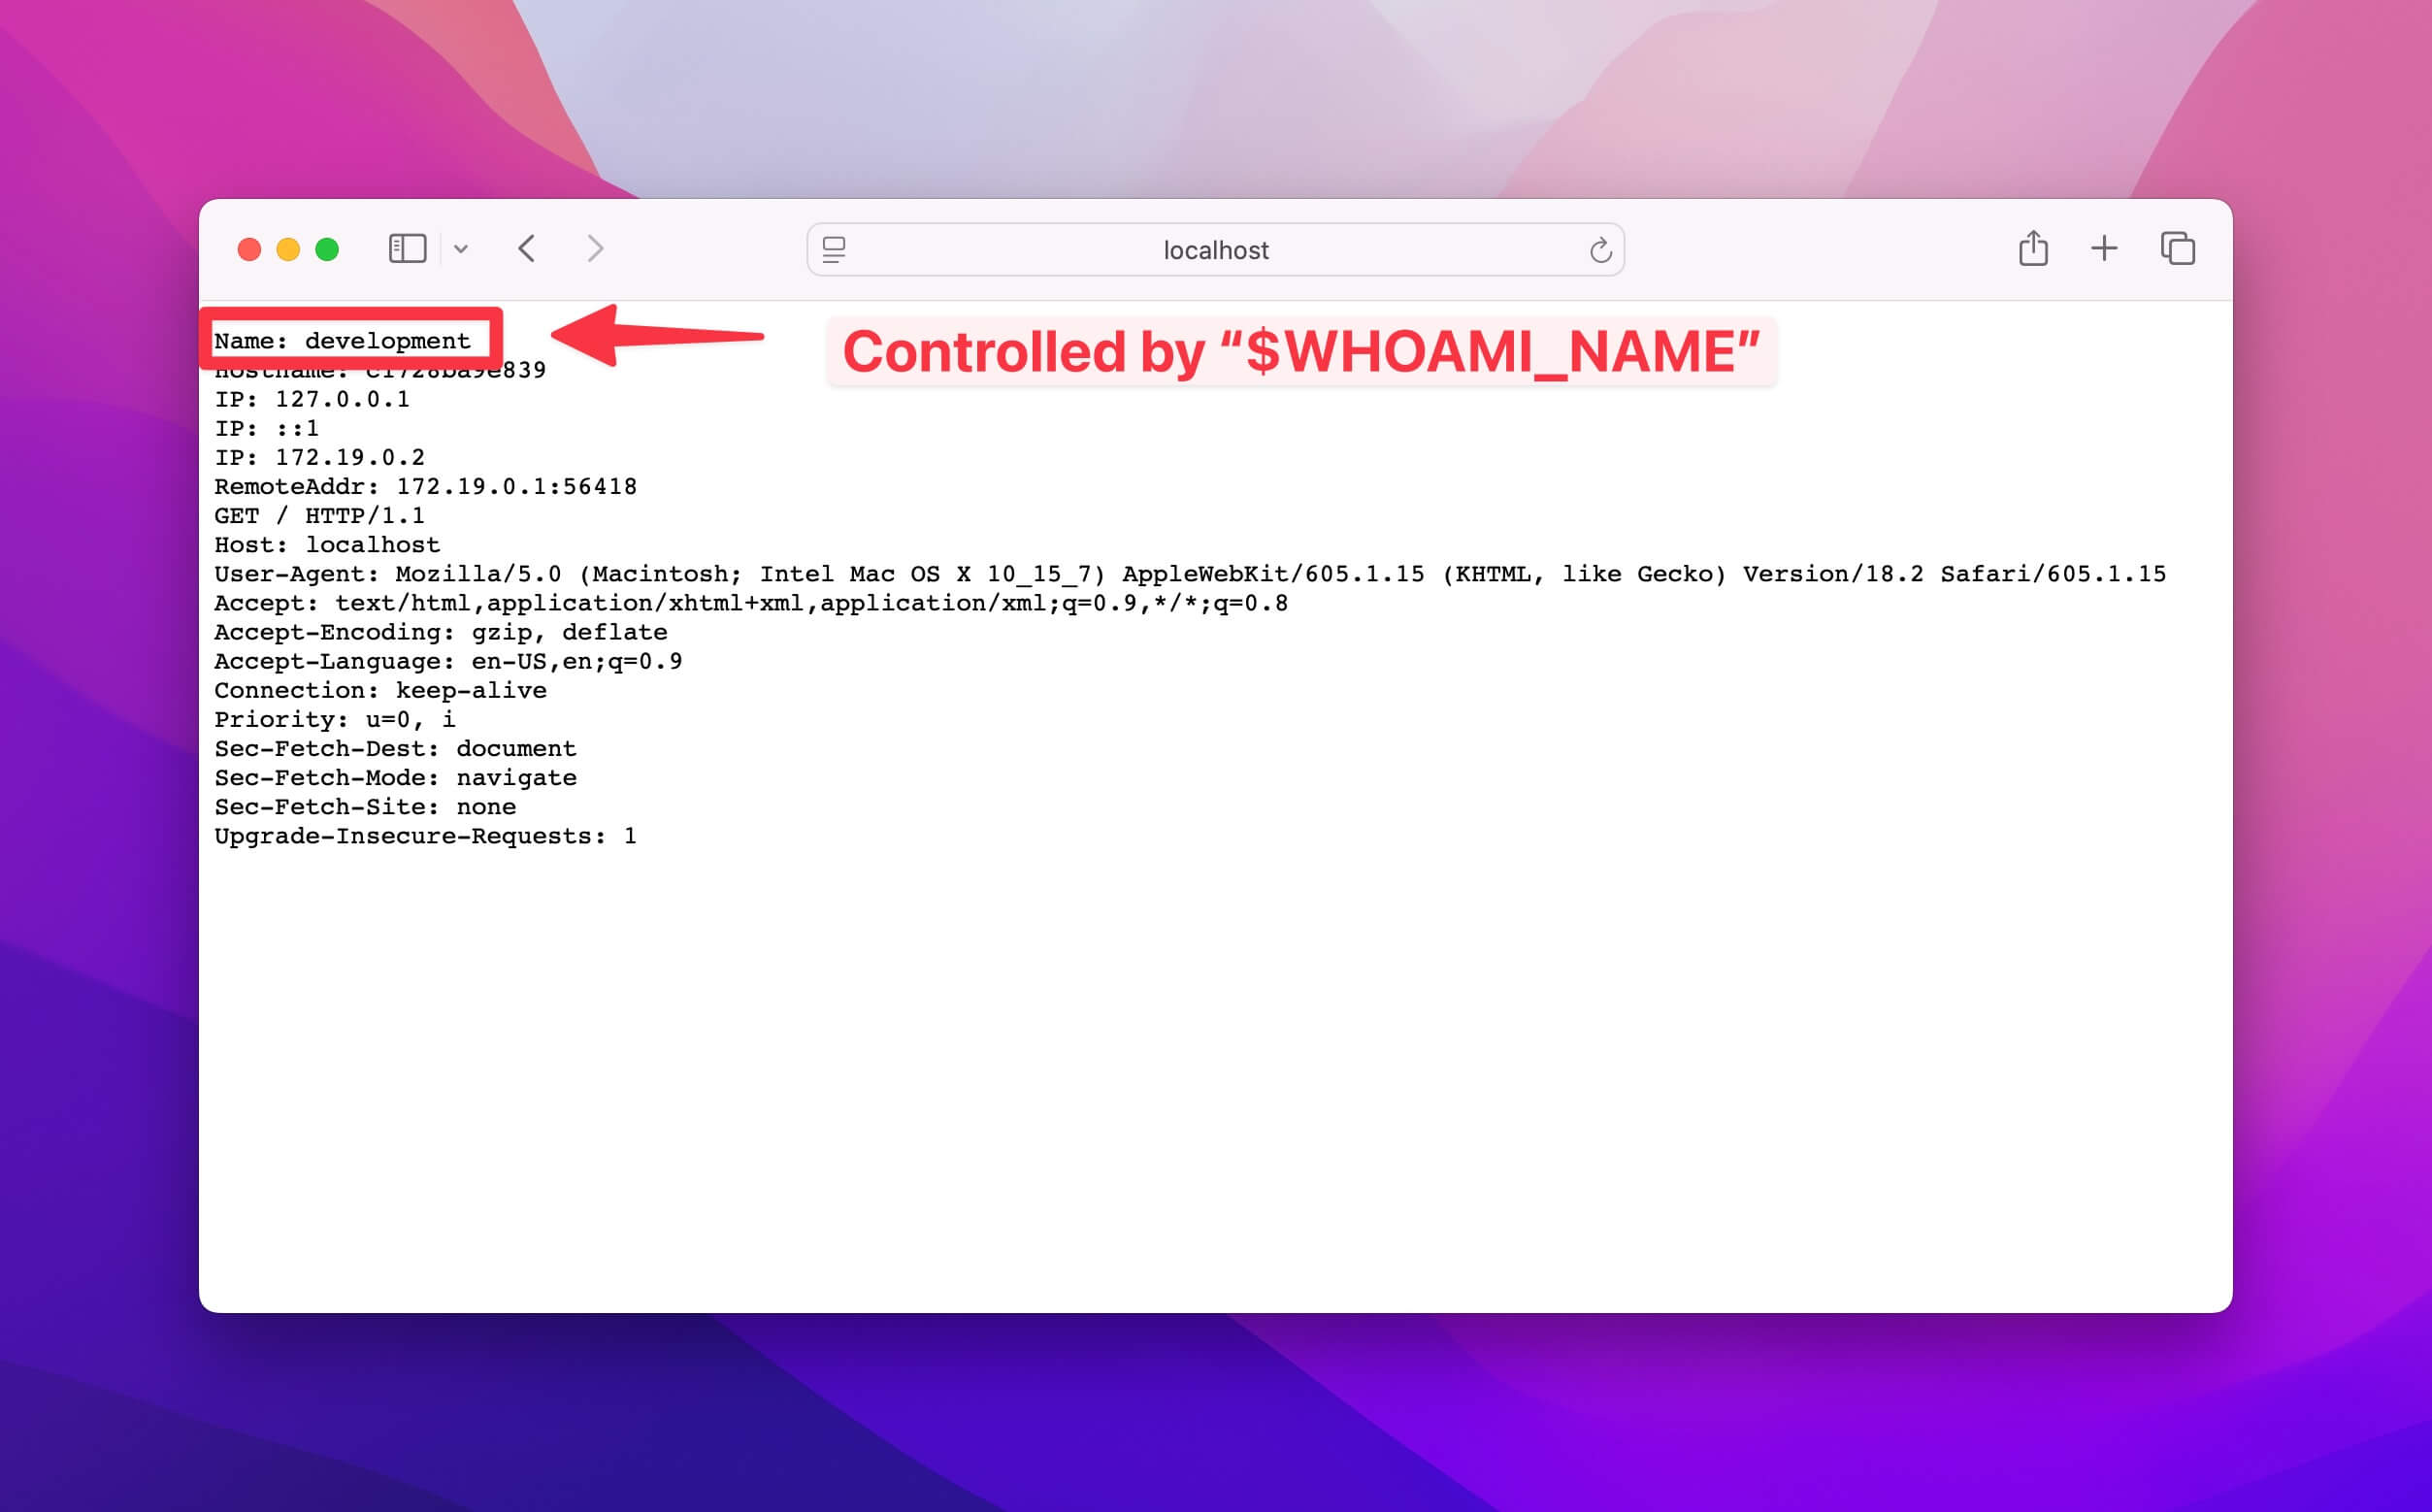 localhost
Name: development
Controlled by “$WHOAMI_NAME”
Hostname: c1728ba9e839
IP: 127.0.0.1
IP: ::1
IP: 172.19.0.2
RemoteAddr: 172.19.0.1:56418
GET / HTTP/1.1
Host: localhost
User-Agent: Mozilla/5.0 (Macintosh; Intel Mac OS X 10_15_7) AppleWebKit/605.1.15 (KHTML, like Gecko) Version/18.2 Safari/605.1.15
Accept: text/html,application/xhtml+xml,application/xml;q=0.9,*/*;q=0.8
Accept-Encoding: gzip, deflate
Accept-Language: en-US,en;q=0.9
Connection: keep-alive
Priority: u=0, i
Sec-Fetch-Dest: document
Sec-Fetch-Mode: navigate
Sec-Fetch-Site: none
Upgrade-Insecure-Requests: 1